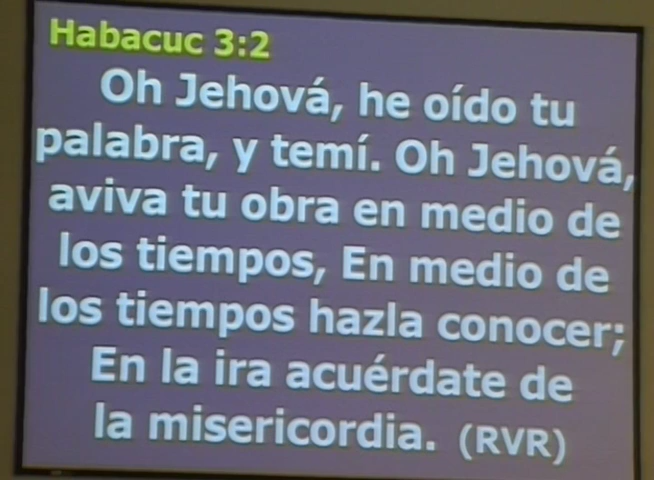 Habacuc 3:2
Oh Jehová, he oído tu
palabra, y temí. Oh Jehová,
aviva tu obra en medio de
los tiempos, En medio de
los tiempos hazla conocer;
En la ira acuérdate de
la misericordia. (RVR)